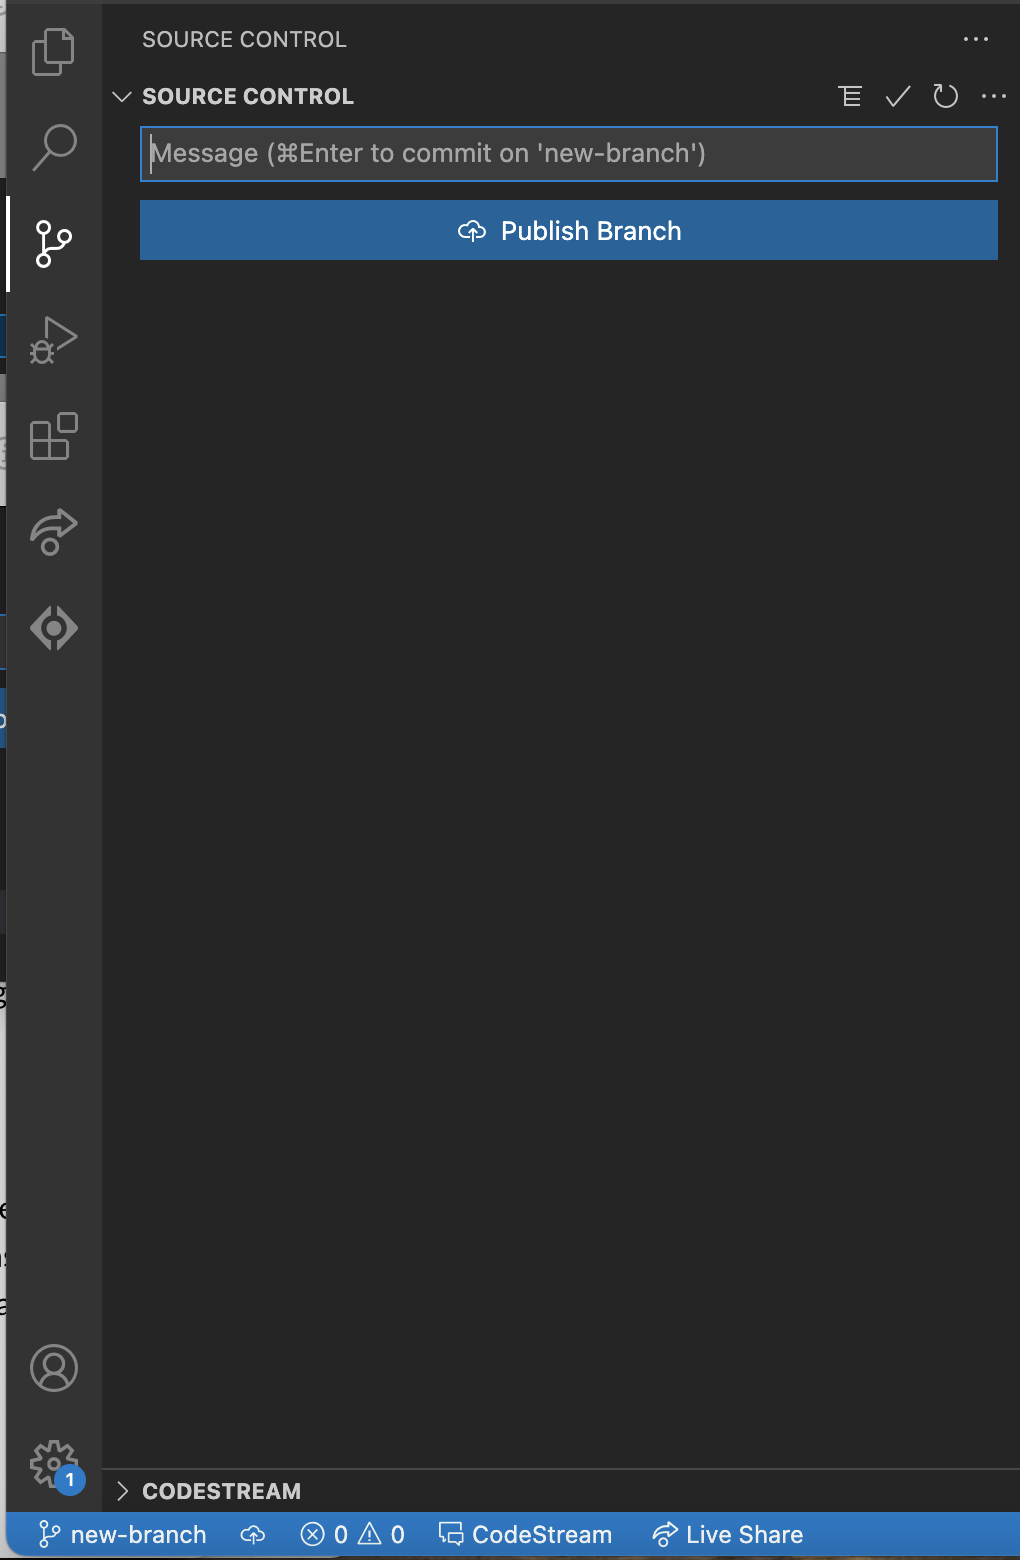 SOURCE CONTROL
SOURCE CONTROL
Message (⌘Enter to commit on 'new-branch')
Publish Branch
1
CODESTREAM
new-branch 0 0 CodeStream Live Share